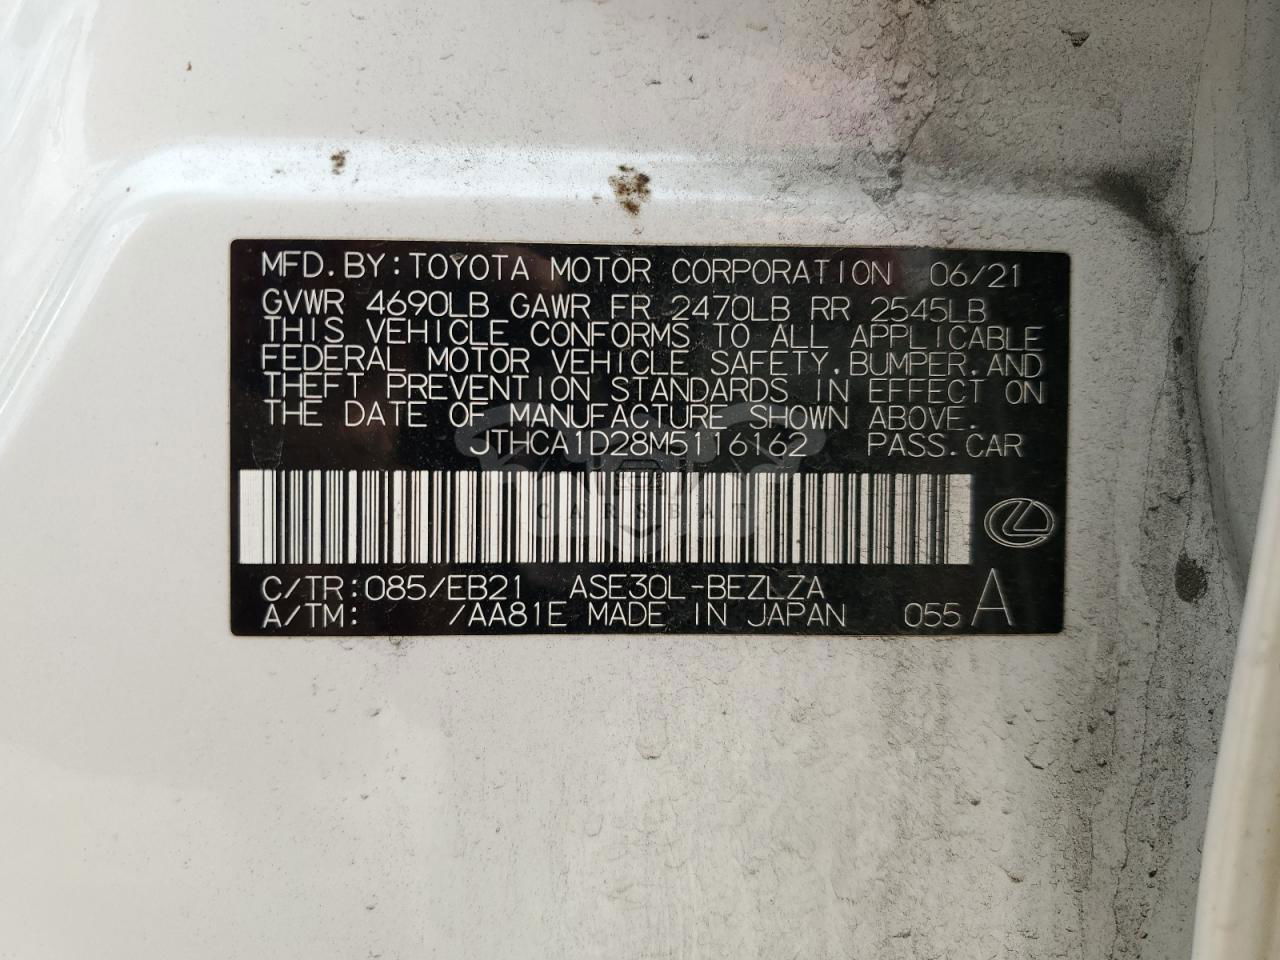 MFD.BY:TOYOTA MOTOR CORPORATION 06/21
GVWR 4690LB GAWR FR 2470LB RR 2545LB
THIS VEHICLE CONFORMS TO ALL APPLICABLE
FEDERAL MOTOR VEHICLE SAFETY,BUMPER,AND
THEFT PREVENTION STANDARDS IN EFFECT ON
THE DATE OF MANUFACTURE SHOWN ABOVE.
JTHCA1D28M5116162 PASS.CAR
CARSBAT
C/TR:085/EB21 ASE30L-BEZLZA
A/TM: /AA81E MADE IN JAPAN 055 A